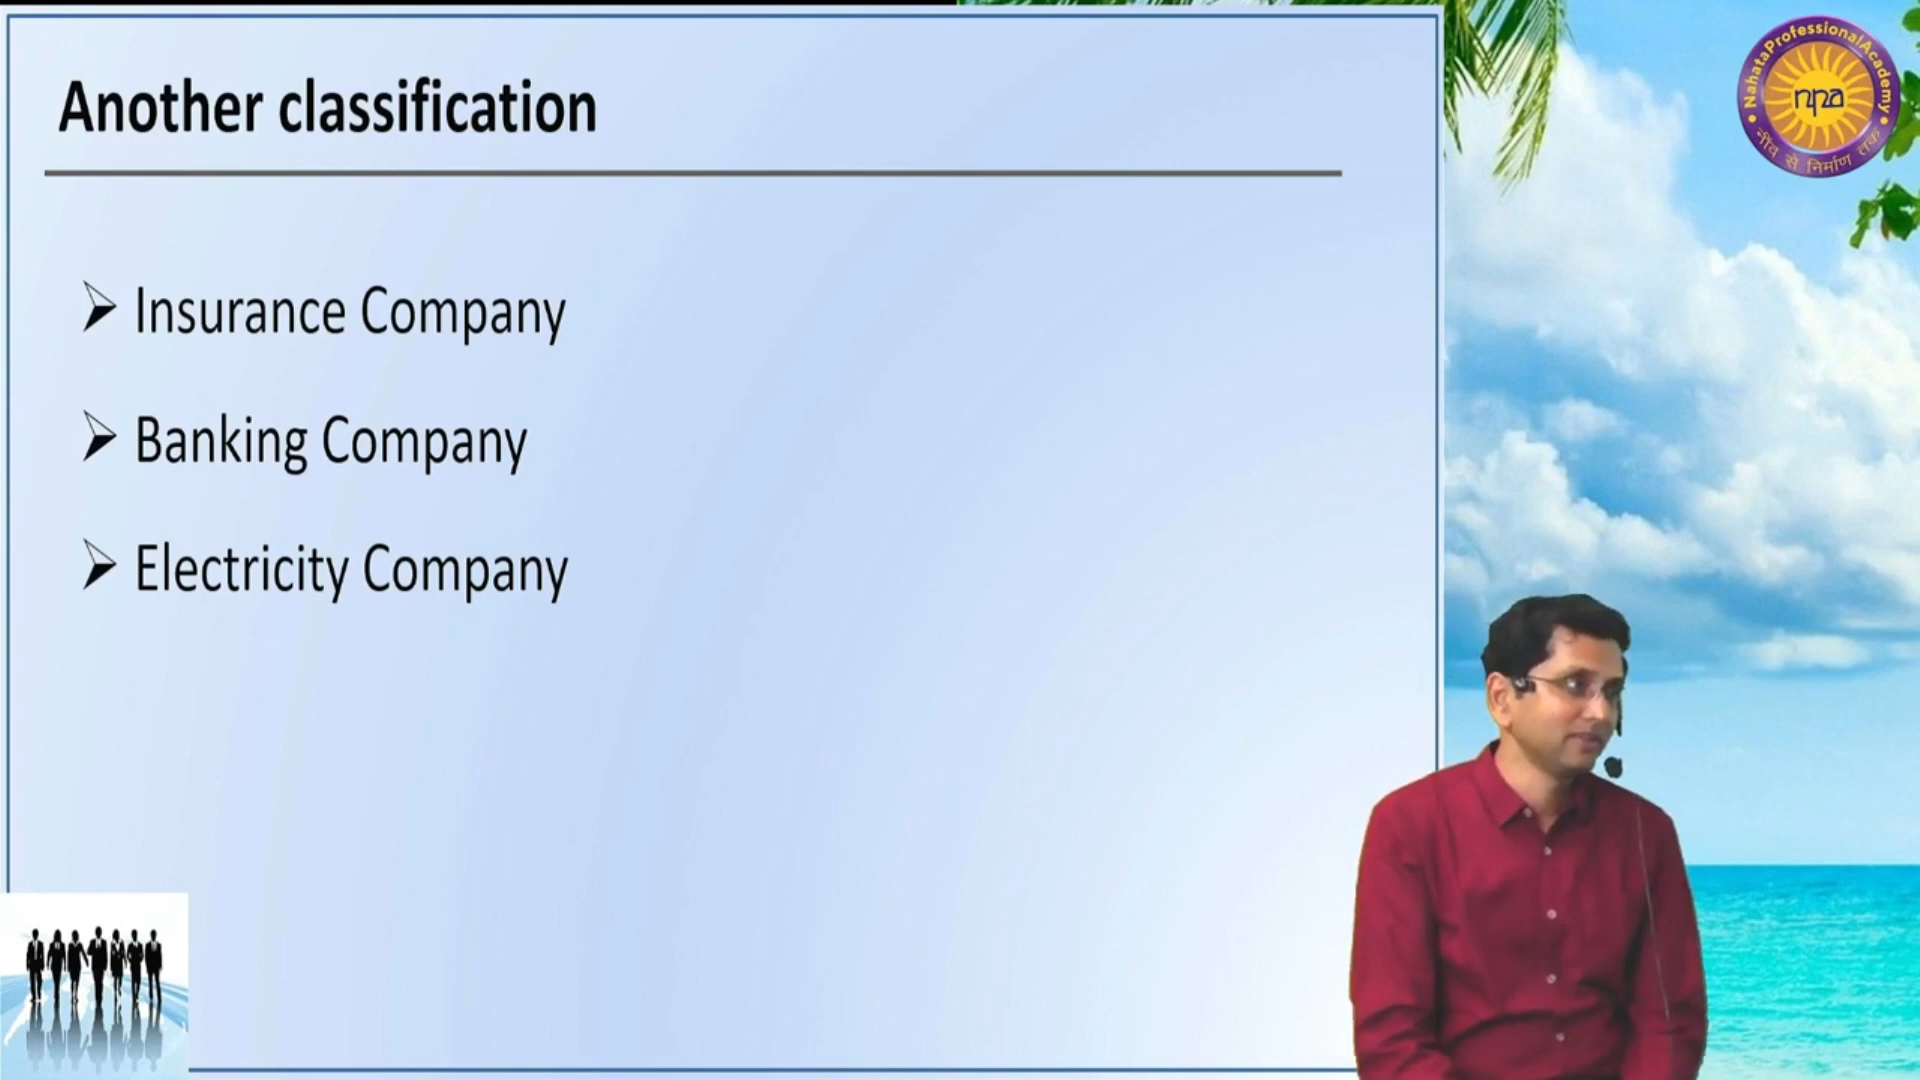 Another classification
Insurance Company
Banking Company
Electricity Company
NahataProfessionalAcademy
npa
नींव से निर्माण तक